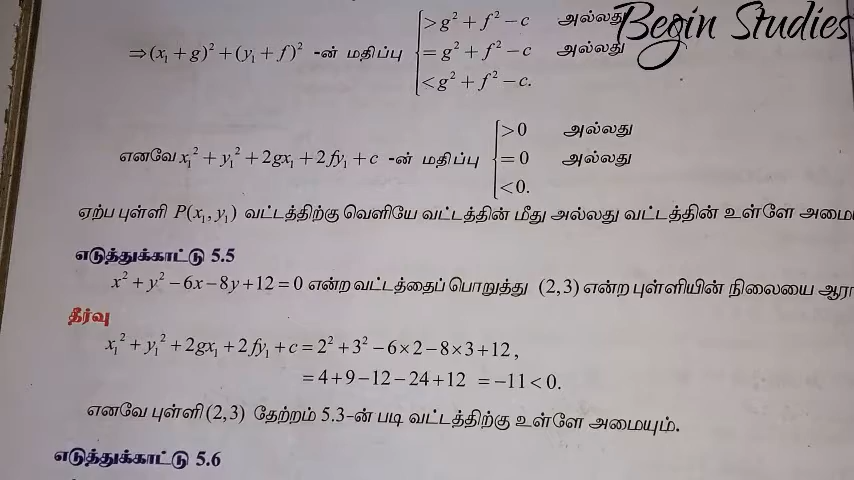 Begin Studies
⇒(x₁+g)²+(y₁+f)² -ன் மதிப்பு { >g²+f²−c அல்லது
=g²+f²−c அல்லது
<g²+f²−c.
எனவே x₁²+y₁²+2gx₁+2fy₁+c -ன் மதிப்பு { >0 அல்லது
=0 அல்லது
<0.
ஏற்ப புள்ளி P(x₁,y₁) வட்டத்திற்கு வெளியே வட்டத்தின் மீது அல்லது வட்டத்தின் உள்ளே
எடுத்துக்காட்டு 5.5
x²+y²−6x−8y+12=0 என்ற வட்டத்தைப் பொறுத்து (2,3) என்ற புள்ளியின் நிலையை
தீர்வு
x₁²+y₁²+2gx₁+2fy₁+c=2²+3²−6×2−8×3+12,
=4+9−12−24+12 =−11<0.
எனவே புள்ளி (2,3) தேற்றம் 5.3-ன் படி வட்டத்திற்கு உள்ளே அமையும்.
எடுத்துக்காட்டு 5.6